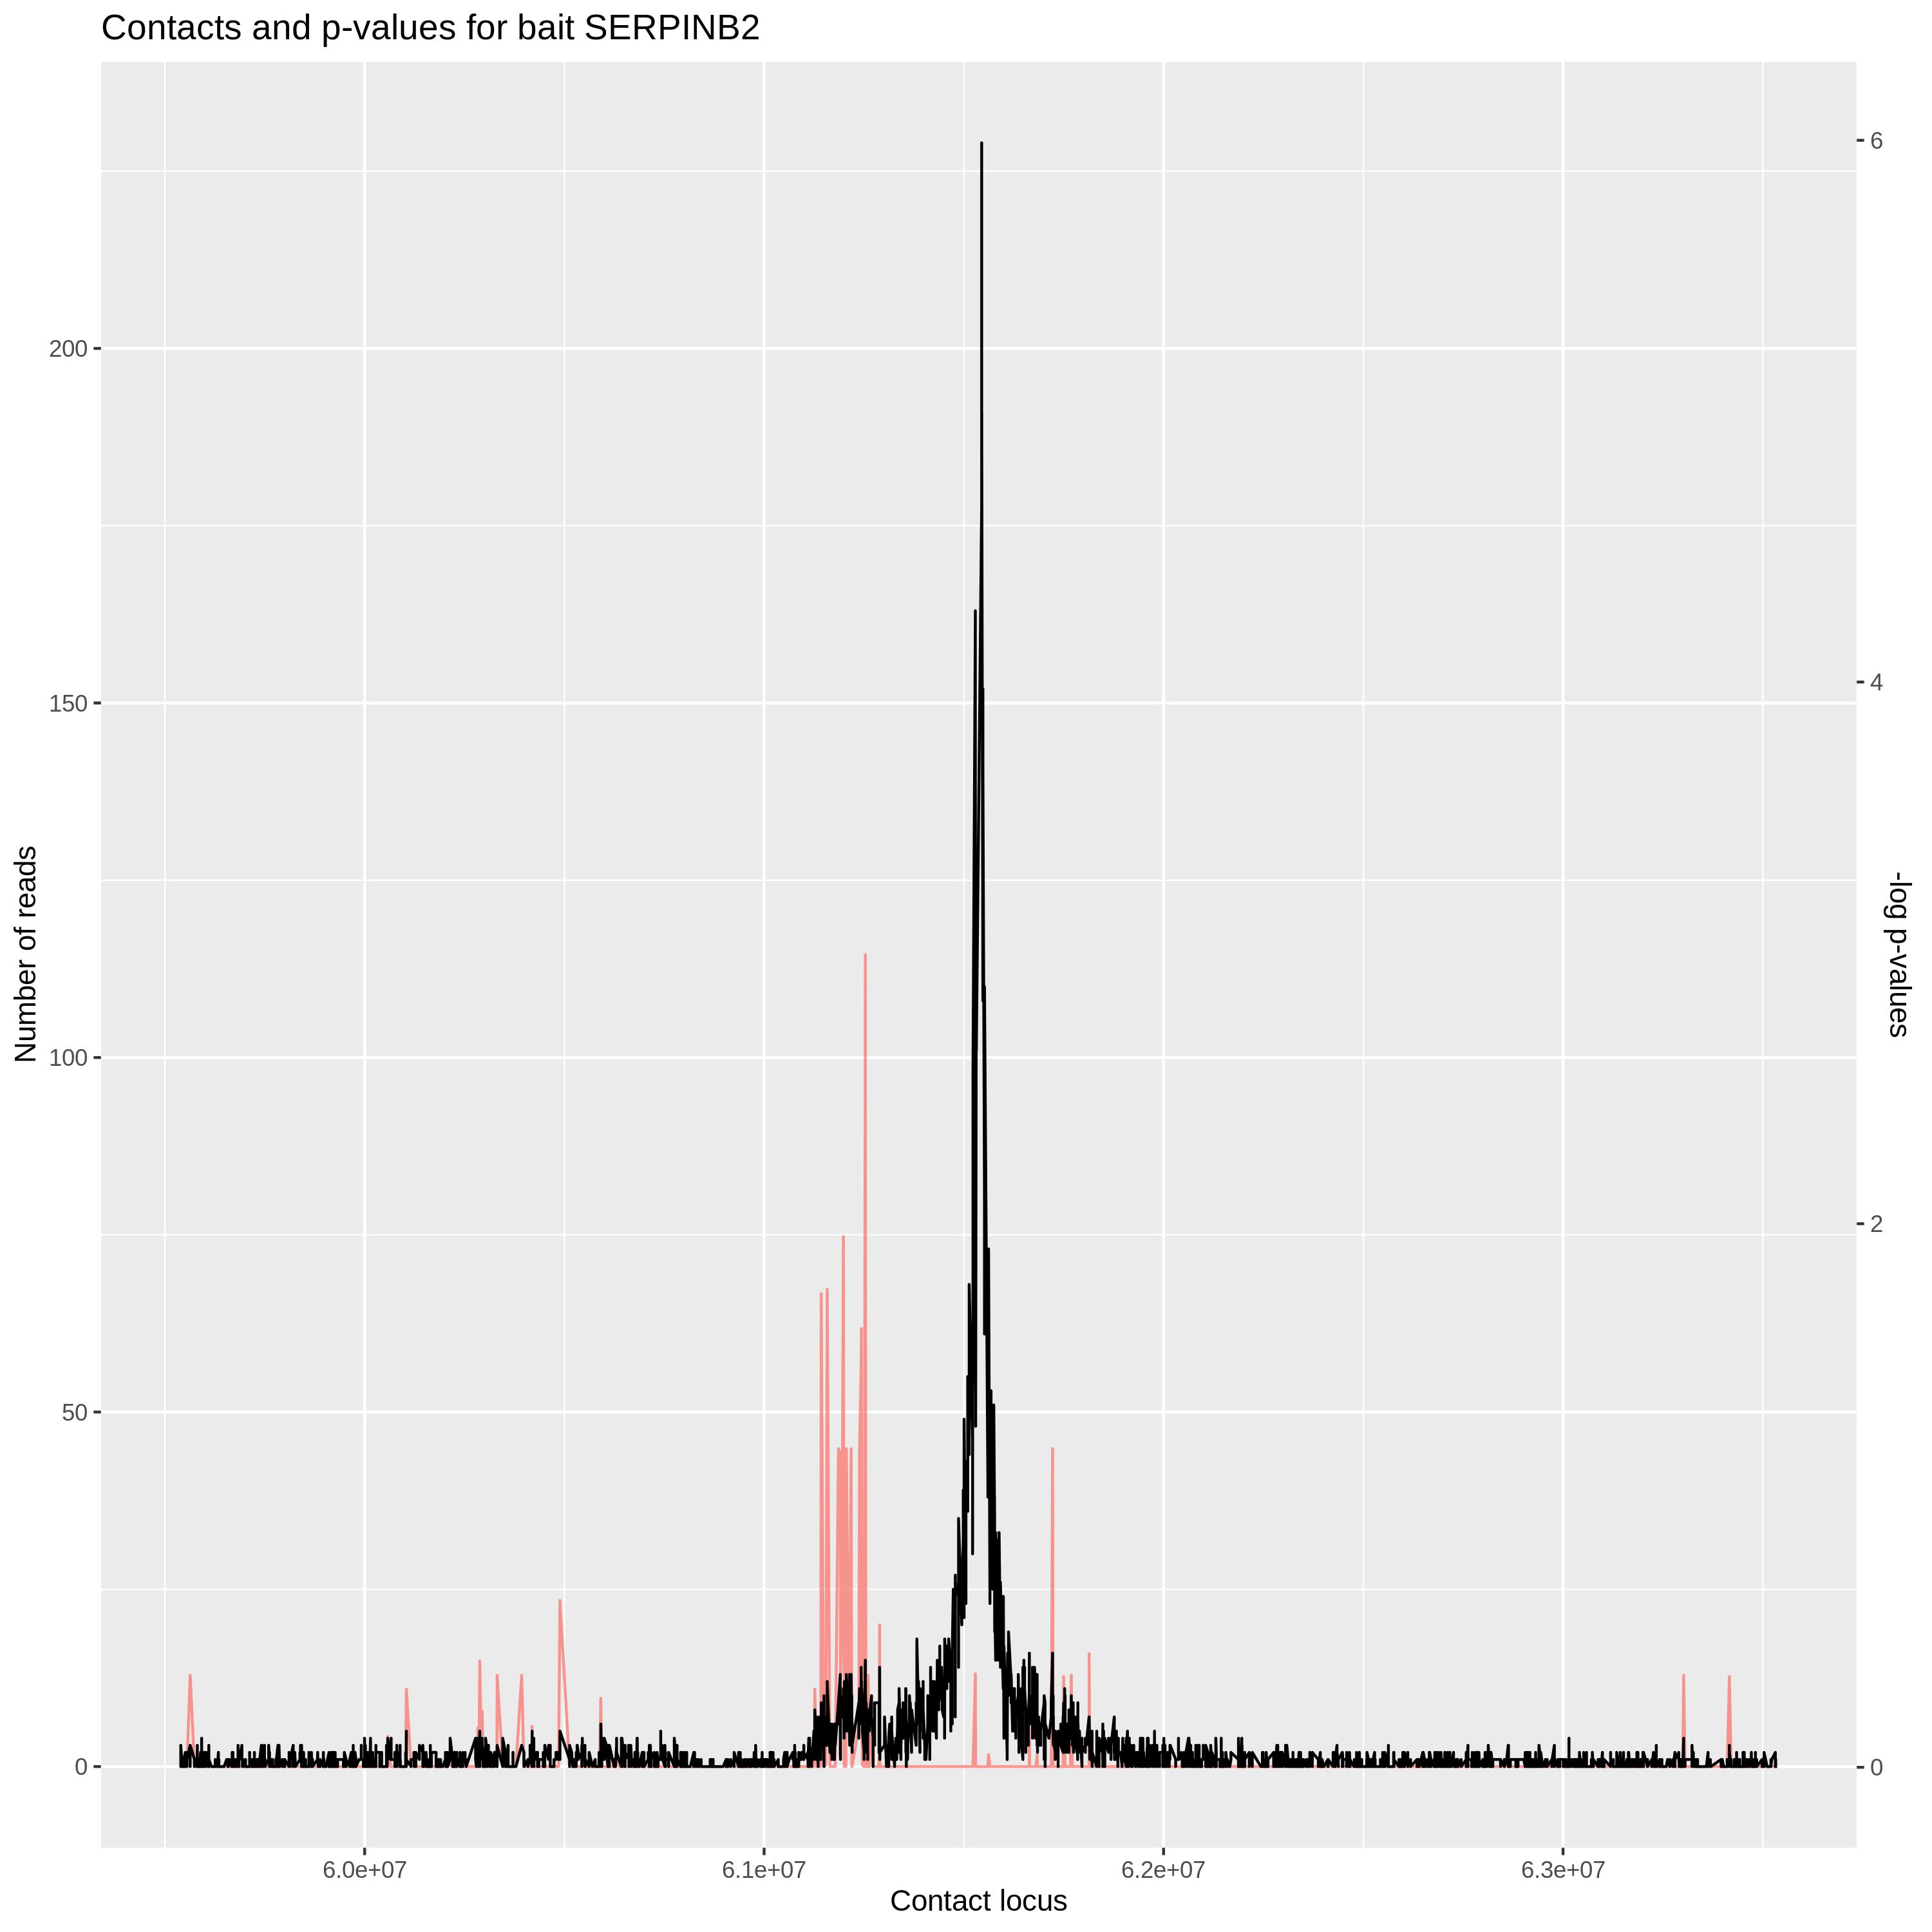 Contacts and p-values for bait SERPINB2
Number of reads
200
150
100
50
0
6
4
2
0
-log p-values
6.0e+07
6.1e+07
6.2e+07
6.3e+07
Contact locus